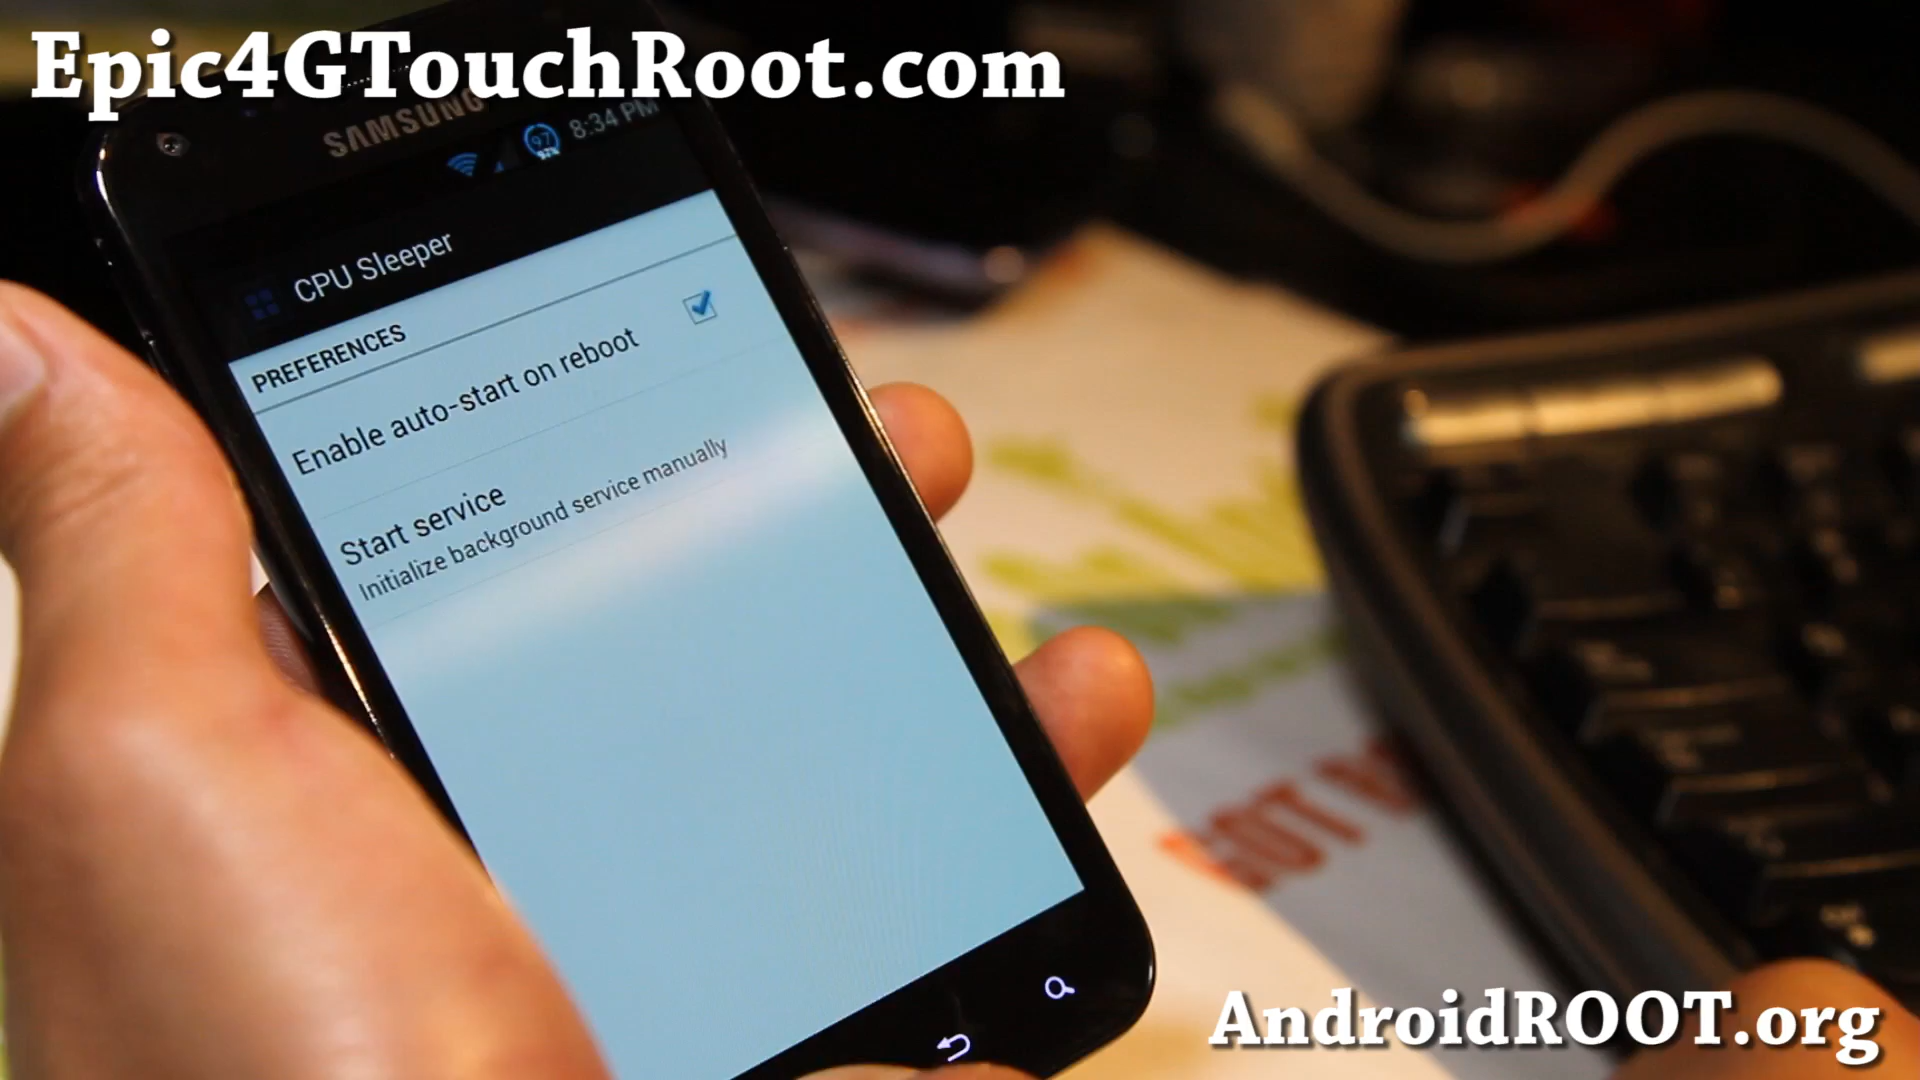 Epic4GTouchRoot.com
SAMSUNG
97
8:34 PM
CPU Sleeper
PREFERENCES
Enable auto-start on reboot
Start service
Initialize background service manually
AndroidROOT.org